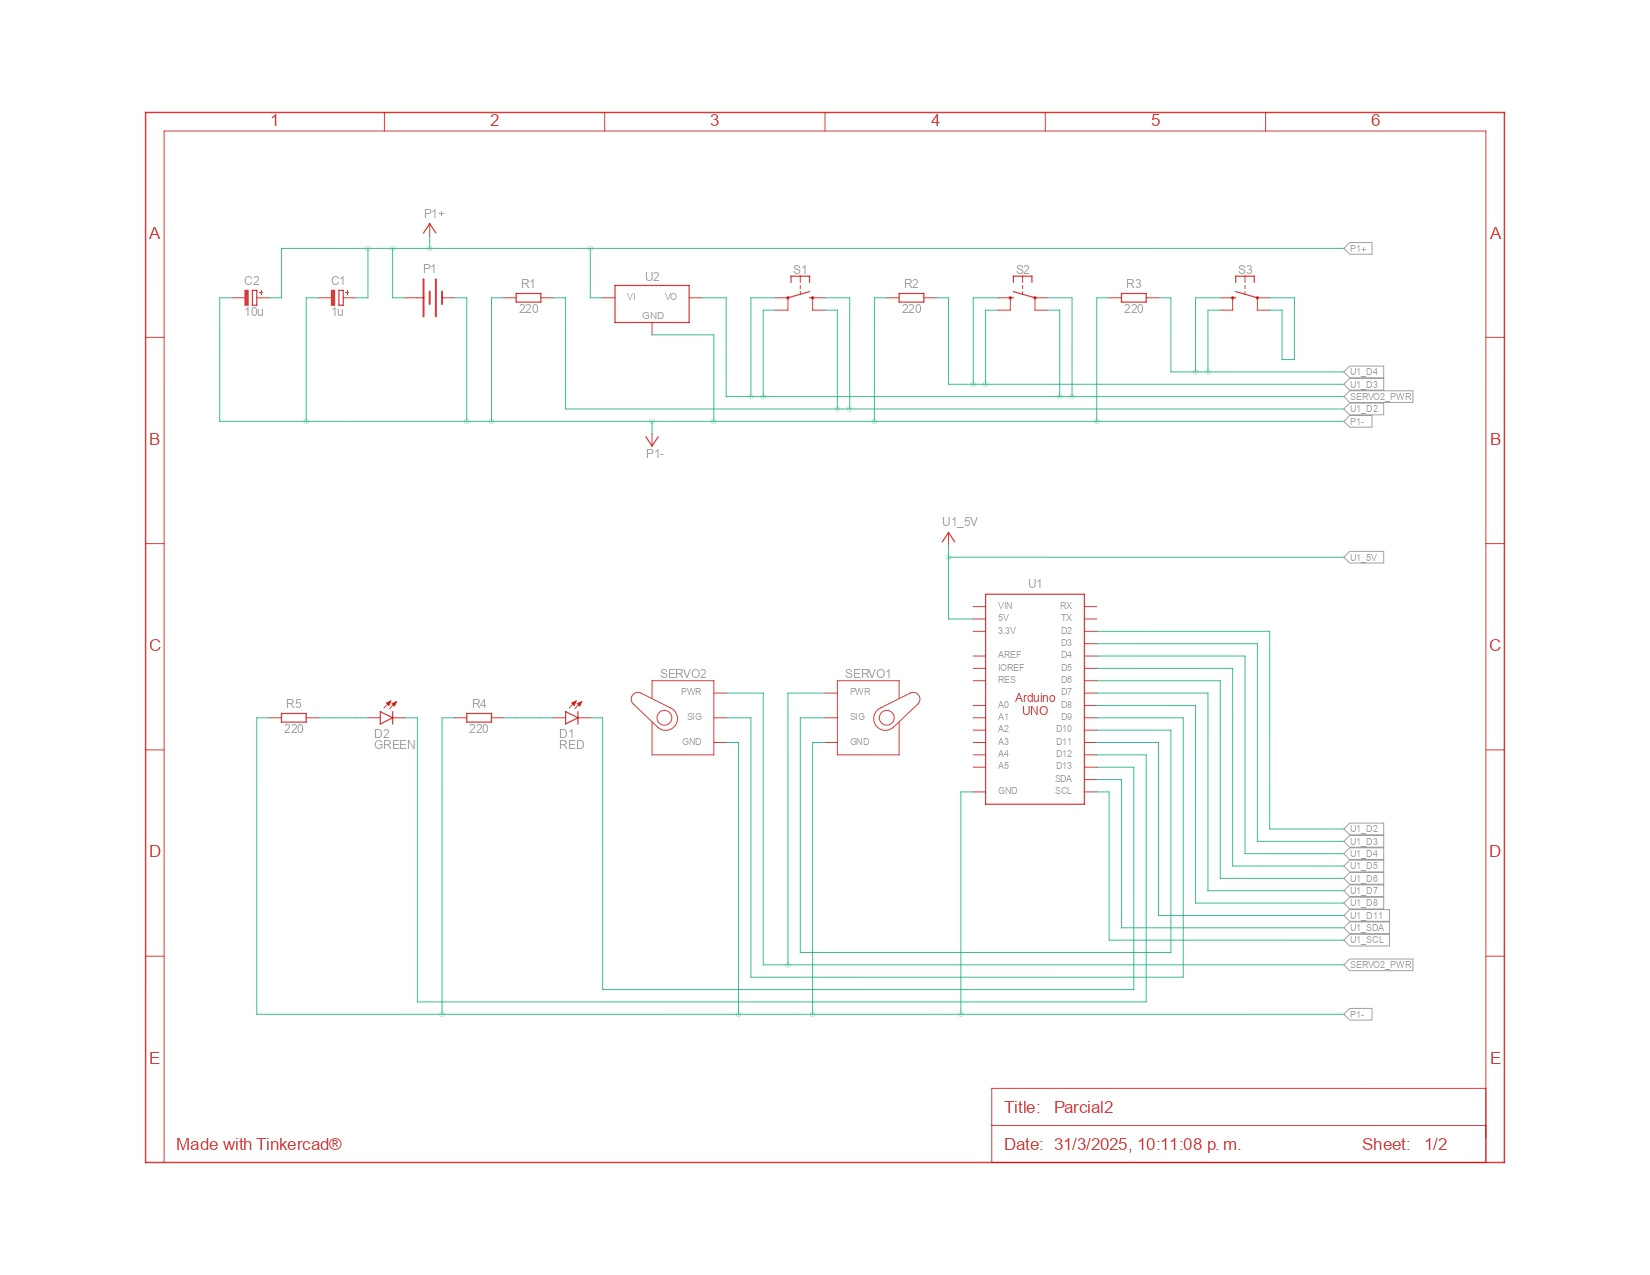 1 2 3 4 5 6
A A
P1+
P1+
C2 C1 P1 R1 U2 S1 R2 S2 R3 S3
+ + VI VO
10u 1u 220 GND 220 220
B B
U1_D4
U1_D3
SERVO2_PWR
U1_D2
P1-
P1-
C C
U1_5V
U1_5V
U1
VIN RX
5V TX
3.3V D2
D3
AREF D4
IOREF D5
RES D6
D7
Arduino
UNO
A0 D8
A1 D9
A2 D10
A3 D11
A4 D12
A5 D13
SDA
GND SCL
SERVO2 SERVO1
PWR PWR
SIG SIG
GND GND
R5 R4
220 220
D2 D1
GREEN RED
D D
U1_D2
U1_D3
U1_D4
U1_D5
U1_D6
U1_D7
U1_D8
U1_D11
U1_SDA
U1_SCL
SERVO2_PWR
P1-
E E
Title: Parcial2
Made with Tinkercad®
Date: 31/3/2025, 10:11:08 p. m. Sheet: 1/2